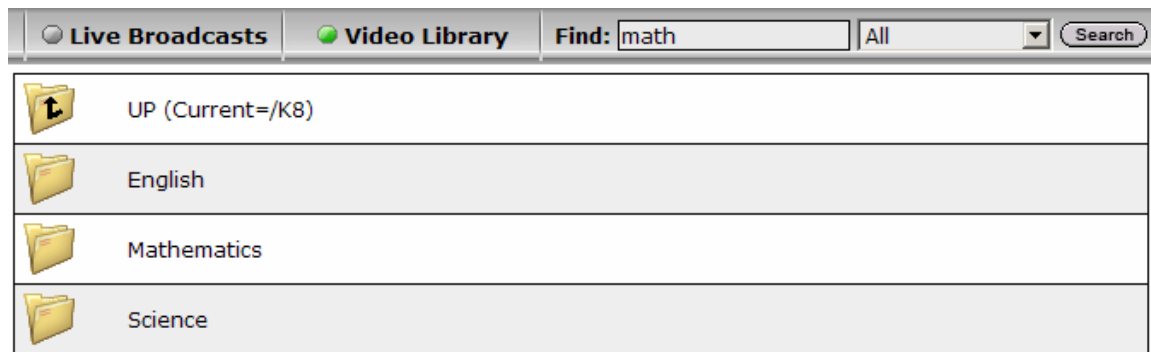 Live Broadcasts Video Library Find: math All Search
UP (Current=/K8)
English
Mathematics
Science